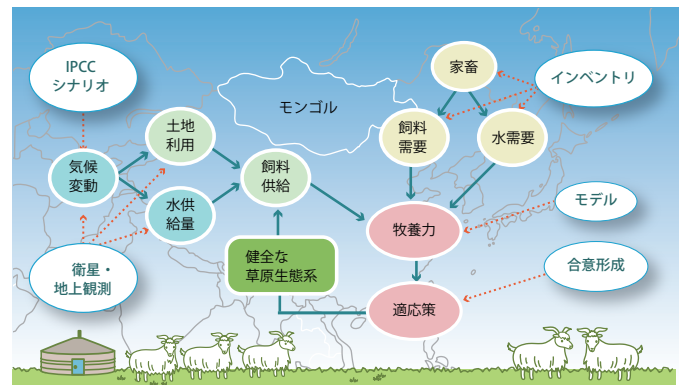 IPCC
シナリオ
気候
変動
衛星・
地上観測
土地
利用
水供
給量
飼料
供給
健全な
草原生態系
モンゴル
家畜
飼料
需要
水需要
牧養力
適応策
インベントリ
モデル
合意形成